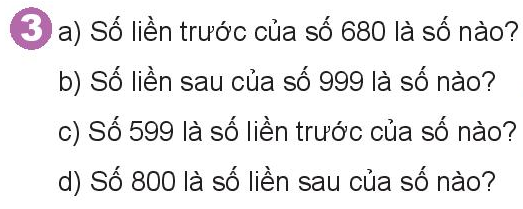 3 a) Số liền trước của số 680 là số nào?
b) Số liền sau của số 999 là số nào?
c) Số 599 là số liền trước của số nào?
d) Số 800 là số liền sau của số nào?